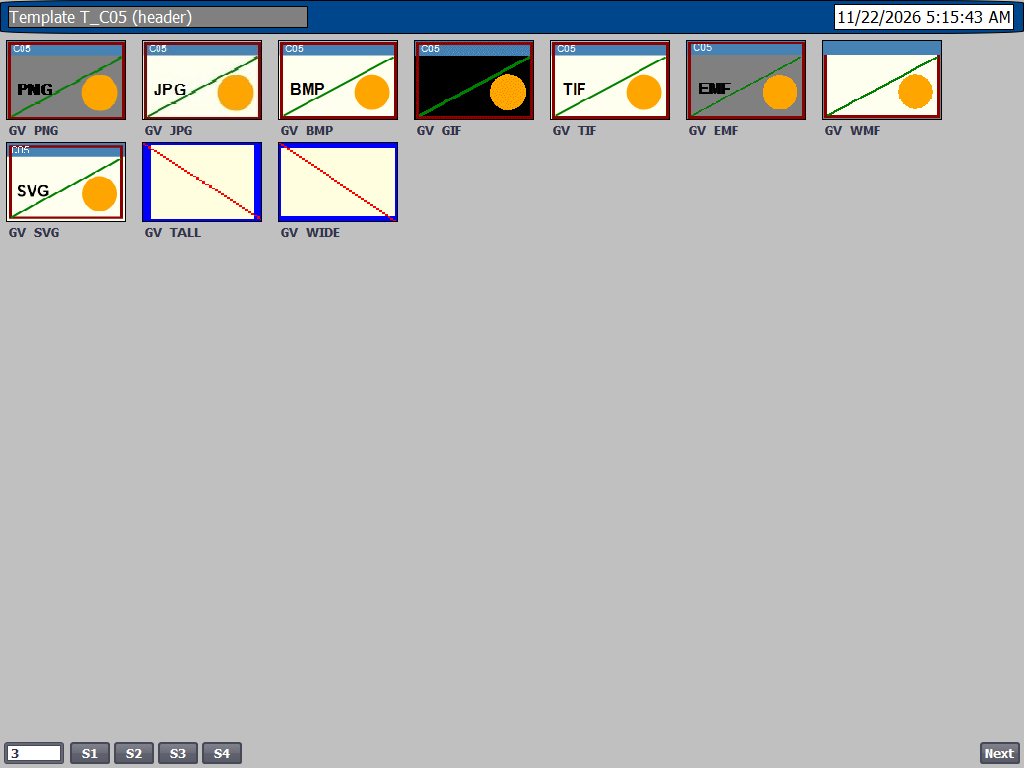 Template T_C05 (header)
11/22/2026 5:15:43 AM
C05 C05 C05 C05 C05 C05
PNG JPG BMP TIF EMF
GV PNG GV JPG GV BMP GV GIF GV TIF GV EMF GV WMF
C05
SVG
GV SVG GV TALL GV WIDE
3 S1 S2 S3 S4 Next